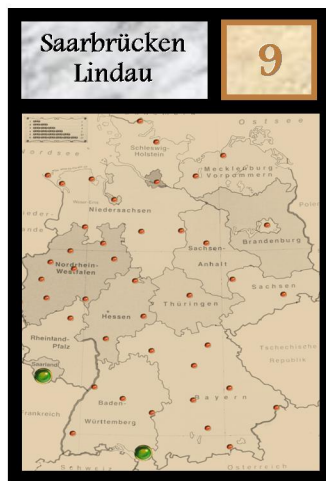 Saarbrücken
Lindau
9
Ostsee
Nordsee
Schleswig-
Holstein
Mecklenburg
Vorpommern
Niedersachsen
Brandenburg
Sachsen-
Anhalt
Nordrhein-
Westfalen
Sachsen
Thüringen
Hessen
Rheinland-
Pfalz
Tschechische
Republik
Saarland
Bayern
Baden-
Württemberg
Frankreich
Schweiz
Österreich